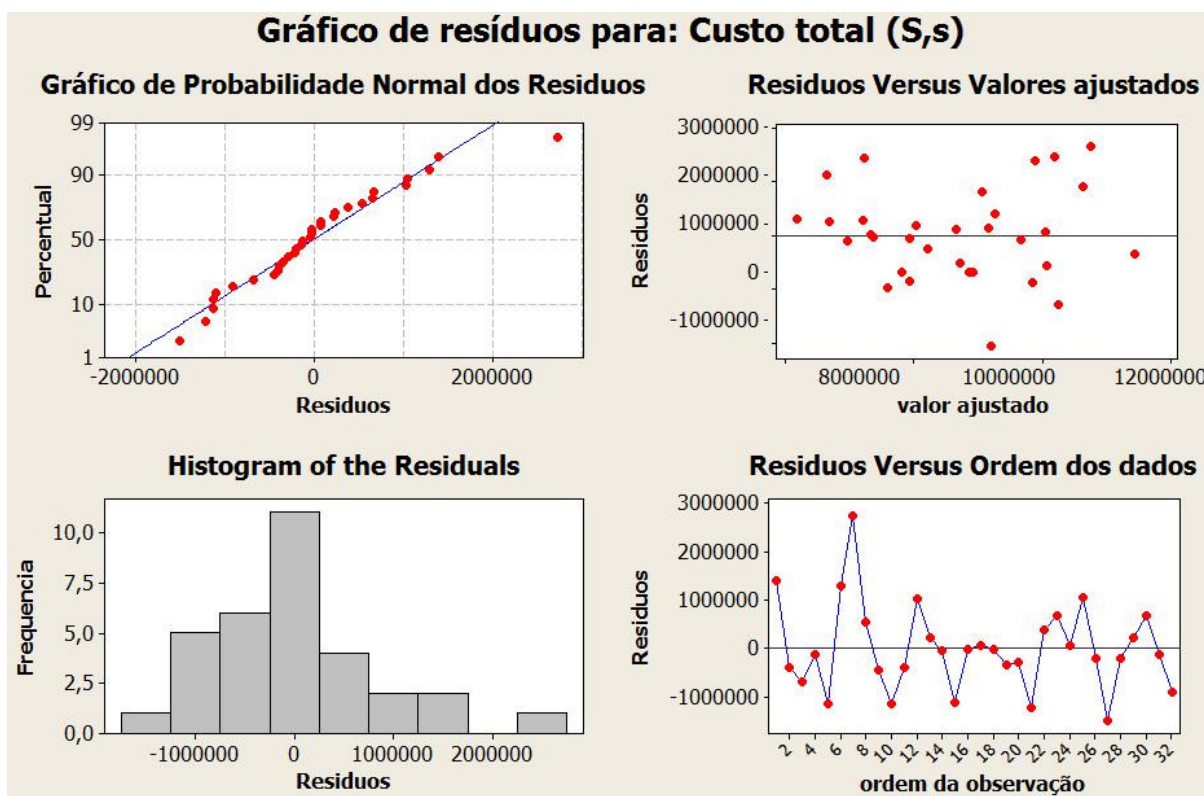 Gráfico de resíduos para: Custo total (S,s)
Gráfico de Probabilidade Normal dos Residuos
99
90
50
10
1
Percentual
-2000000 0 2000000
Residuos
Residuos Versus Valores ajustados
3000000
2000000
1000000
0
-1000000
Residuos
8000000 10000000 12000000
valor ajustado
Histogram of the Residuals
10,0
7,5
5,0
2,5
0,0
Frequencia
-1000000 0 1000000 2000000
Residuos
Residuos Versus Ordem dos dados
3000000
2000000
1000000
0
-1000000
Residuos
2 4 6 8 10 12 14 16 18 20 22 24 26 28 30 32
ordem da observação